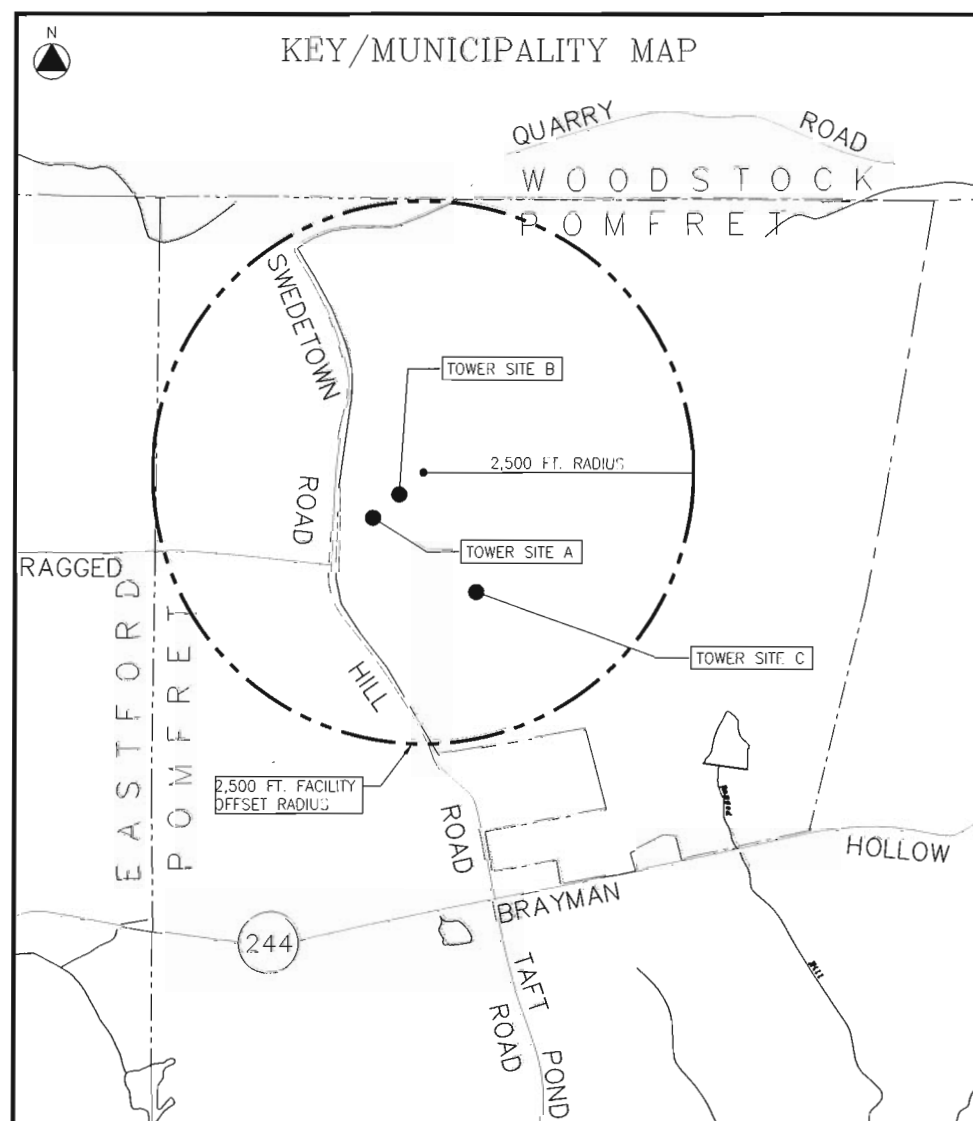 N
KEY/MUNICIPALITY MAP
QUARRY ROAD
WOODSTOCK
POMFRET
SWEDETOWN ROAD
TOWER SITE B
2,500 FT. RADIUS
TOWER SITE A
RAGGED
HILL
ROAD
EASTFORD
POMFRET
TOWER SITE C
2,500 FT. FACILITY
OFFSET RADIUS
HOLLOW
BRAYMAN
244
TAFT POND
ROAD